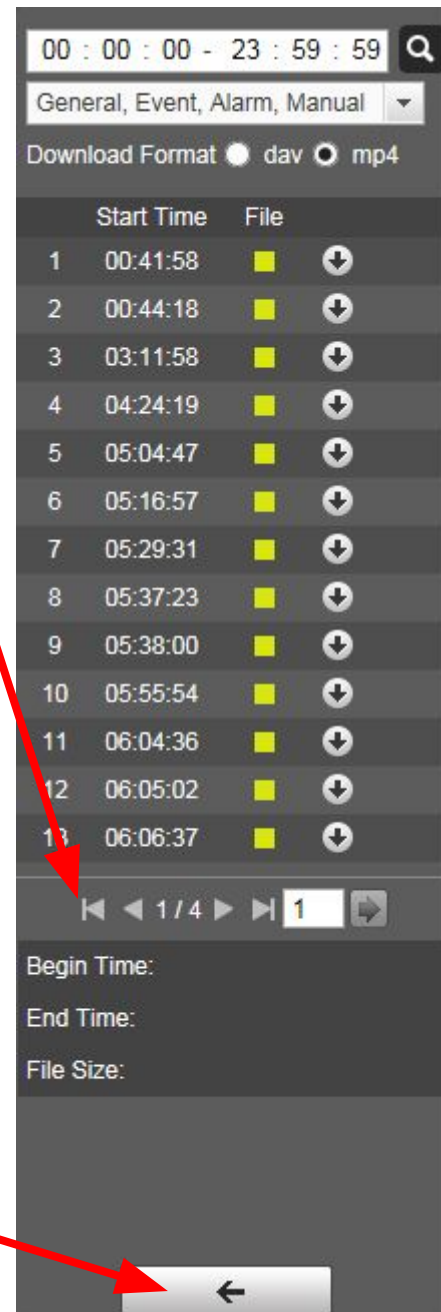 00 : 00 : 00 - 23 : 59 : 59
General, Event, Alarm, Manual
Download Format dav mp4
Start Time File
1 00:41:58
2 00:44:18
3 03:11:58
4 04:24:19
5 05:04:47
6 05:16:57
7 05:29:31
8 05:37:23
9 05:38:00
10 05:55:54
11 06:04:36
12 06:05:02
13 06:06:37
1 / 4 1
Begin Time:
End Time:
File Size: